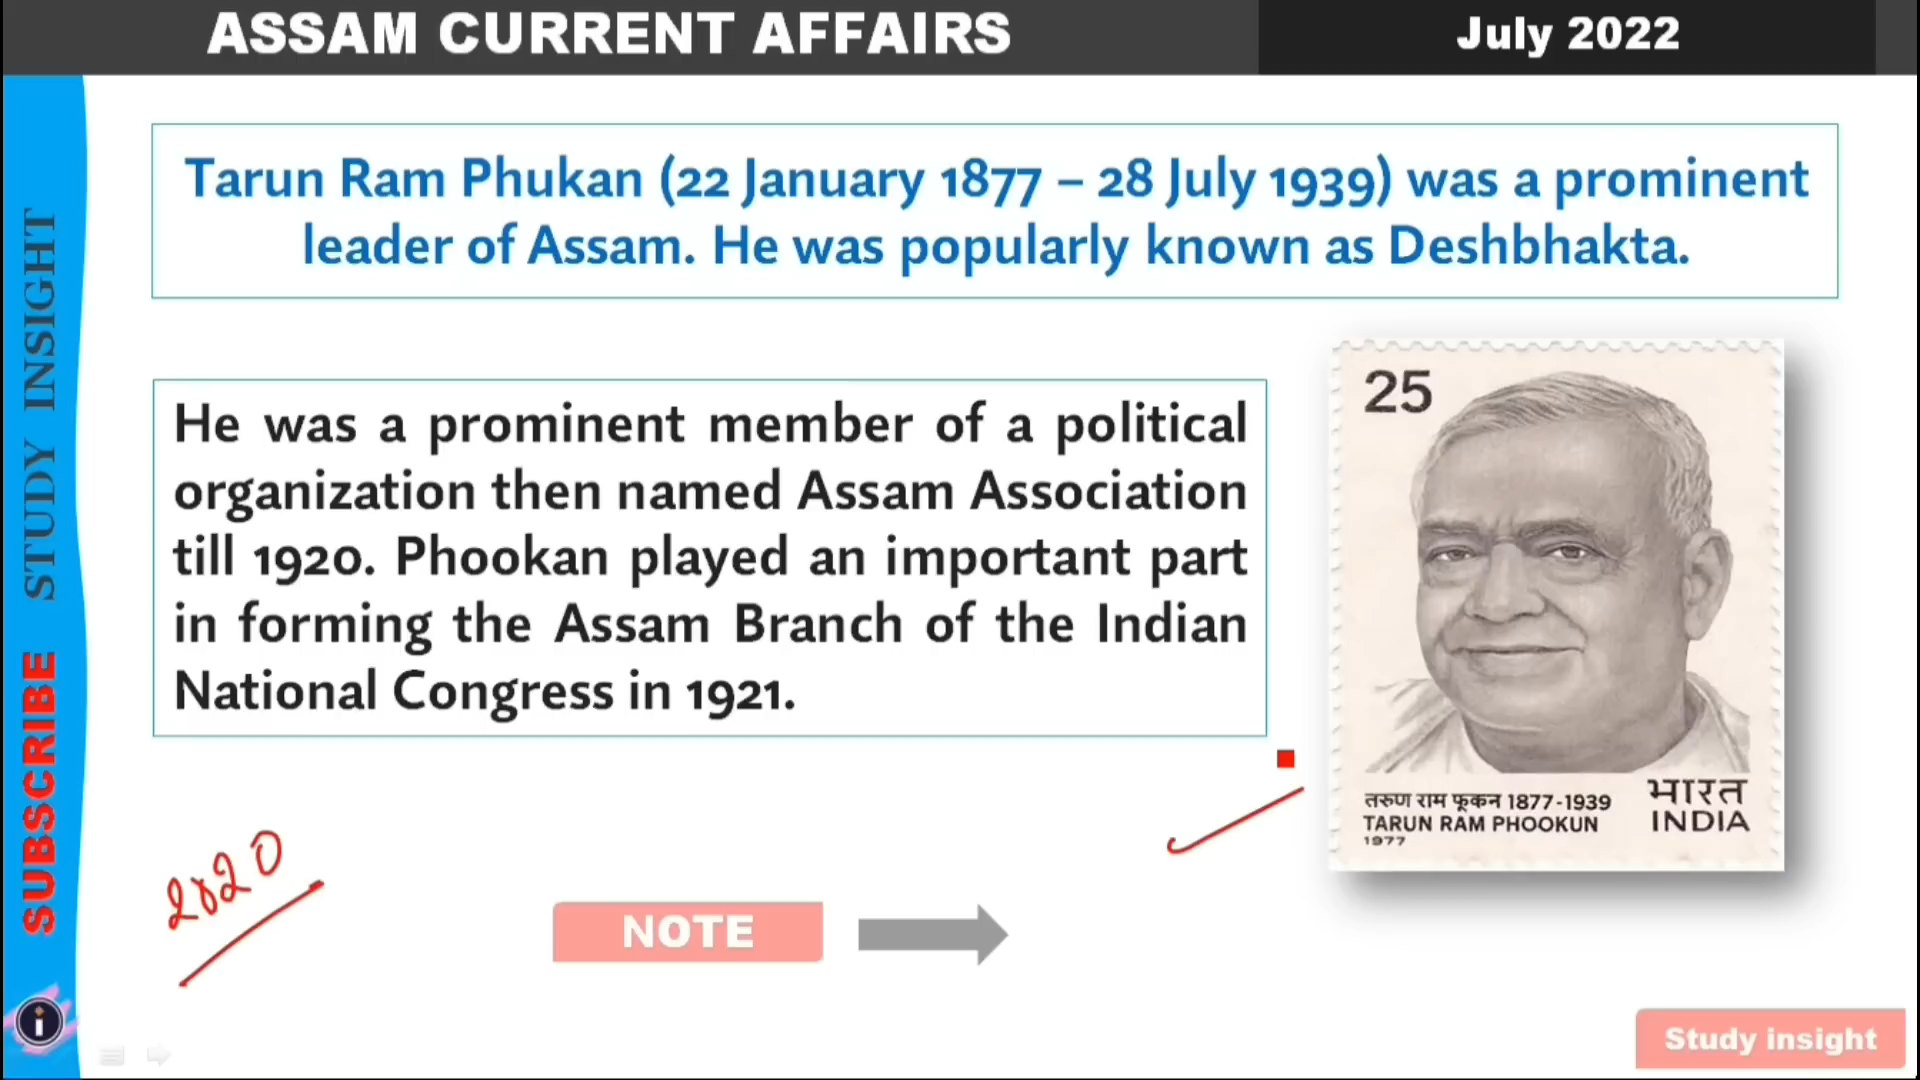 ASSAM CURRENT AFFAIRS
July 2022
Tarun Ram Phukan (22 January 1877 – 28 July 1939) was a prominent
leader of Assam. He was popularly known as Deshbhakta.
He was a prominent member of a political
organization then named Assam Association
till 1920. Phookan played an important part
in forming the Assam Branch of the Indian
National Congress in 1921.
25
तरुण राम फूकन 1877-1939
TARUN RAM PHOOKUN
1977
भारत
INDIA
2020
NOTE
SUBSCRIBE STUDY INSIGHT
i
Study insight